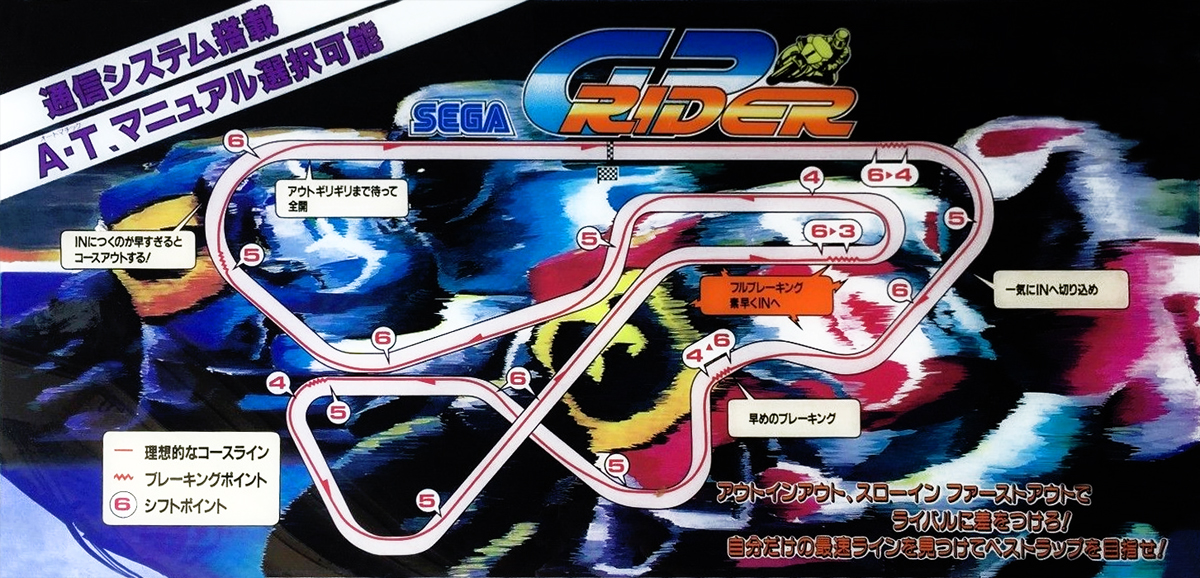 通信システム搭載
オートマチック
A・T、マニュアル選択可能
SEGA
GP RIDER
6
アウトギリギリまで待って
全開
INにつくのが早すぎると
コースアウトする!
5
6
5
4
6▶4
6▶3
5
フルブレーキング
素早くINへ
6
一気にINへ切り込め
4◀6
早めのブレーキング
6
4
5
5
5
理想的なコースライン
ブレーキングポイント
6 シフトポイント
アウトインアウト、スローイン ファーストアウトで
ライバルに差をつけろ!
自分だけの最速ラインを見つけてベストラップを目指せ!